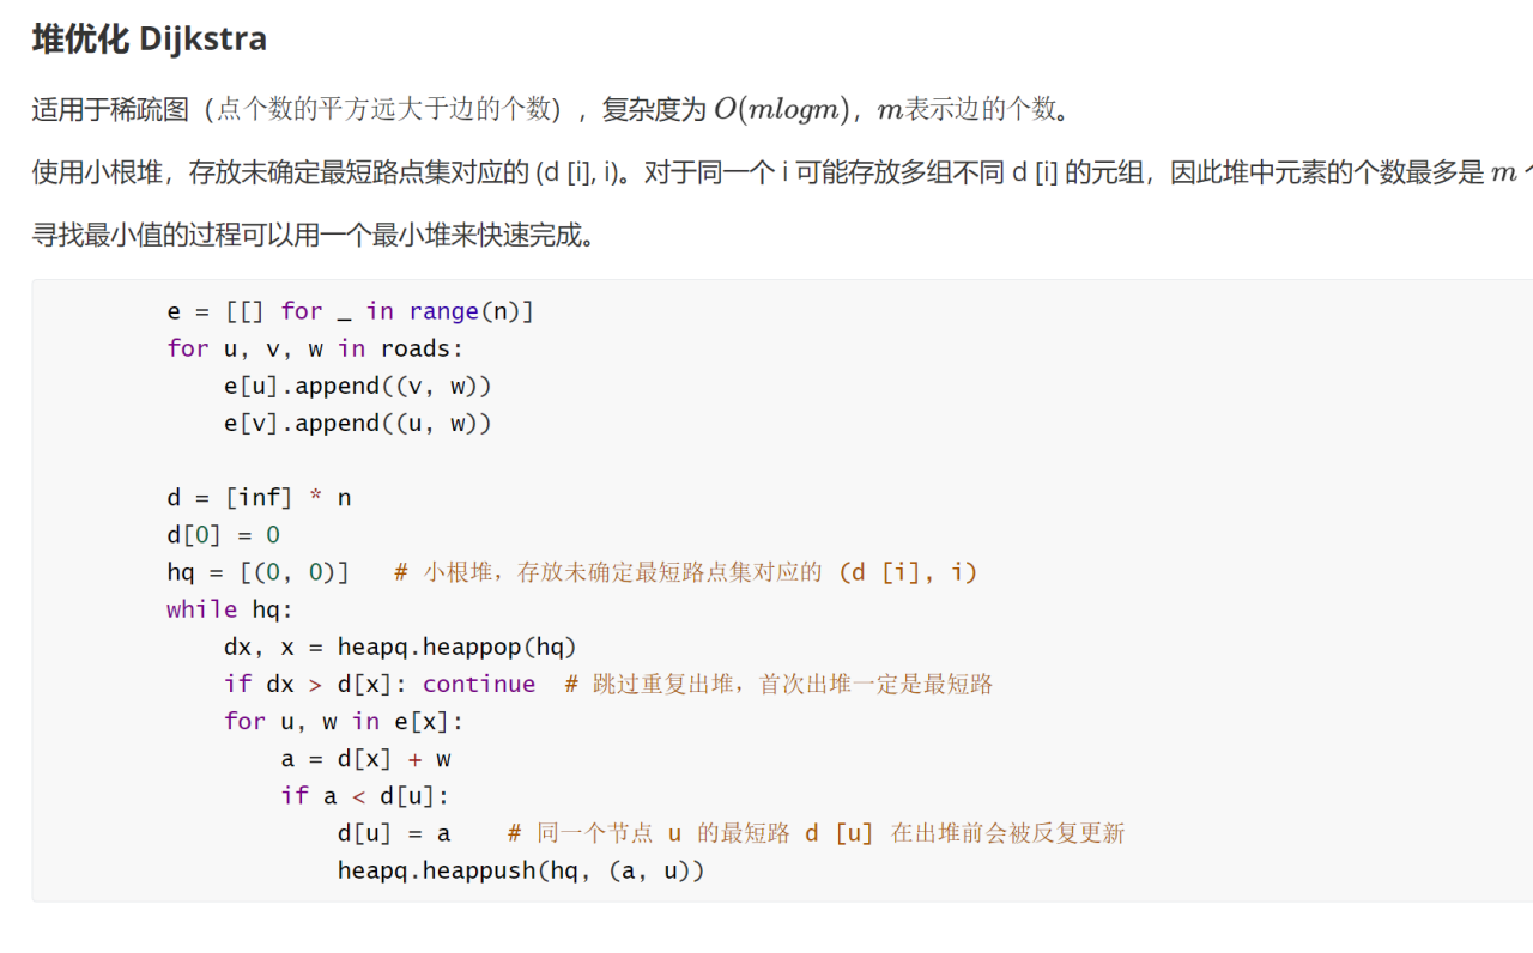 堆优化 Dijkstra
适用于稀疏图（点个数的平方远大于边的个数），复杂度为 O(mlogm)，m表示边的个数。
使用小根堆，存放未确定最短路点集对应的 (d [i], i)。对于同一个 i 可能存放多组不同 d [i] 的元组，因此堆中元素的个数最多是 m
寻找最小值的过程可以用一个最小堆来快速完成。
e = [[] for _ in range(n)]
for u, v, w in roads:
    e[u].append((v, w))
    e[v].append((u, w))
d = [inf] * n
d[0] = 0
hq = [(0, 0)]   # 小根堆，存放未确定最短路点集对应的 (d [i], i)
while hq:
    dx, x = heapq.heappop(hq)
    if dx > d[x]: continue  # 跳过重复出堆，首次出堆一定是最短路
    for u, w in e[x]:
        a = d[x] + w
        if a < d[u]:
            d[u] = a    # 同一个节点 u 的最短路 d [u] 在出堆前会被反复更新
            heapq.heappush(hq, (a, u))